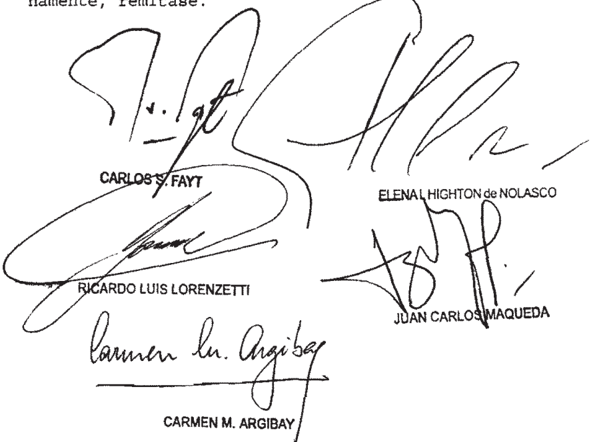 namente, remítase.
CARLOS S. FAYT
ELENA I. HIGHTON de NOLASCO
RICARDO LUIS LORENZETTI
JUAN CARLOS MAQUEDA
Carmen M. Argibay
CARMEN M. ARGIBAY